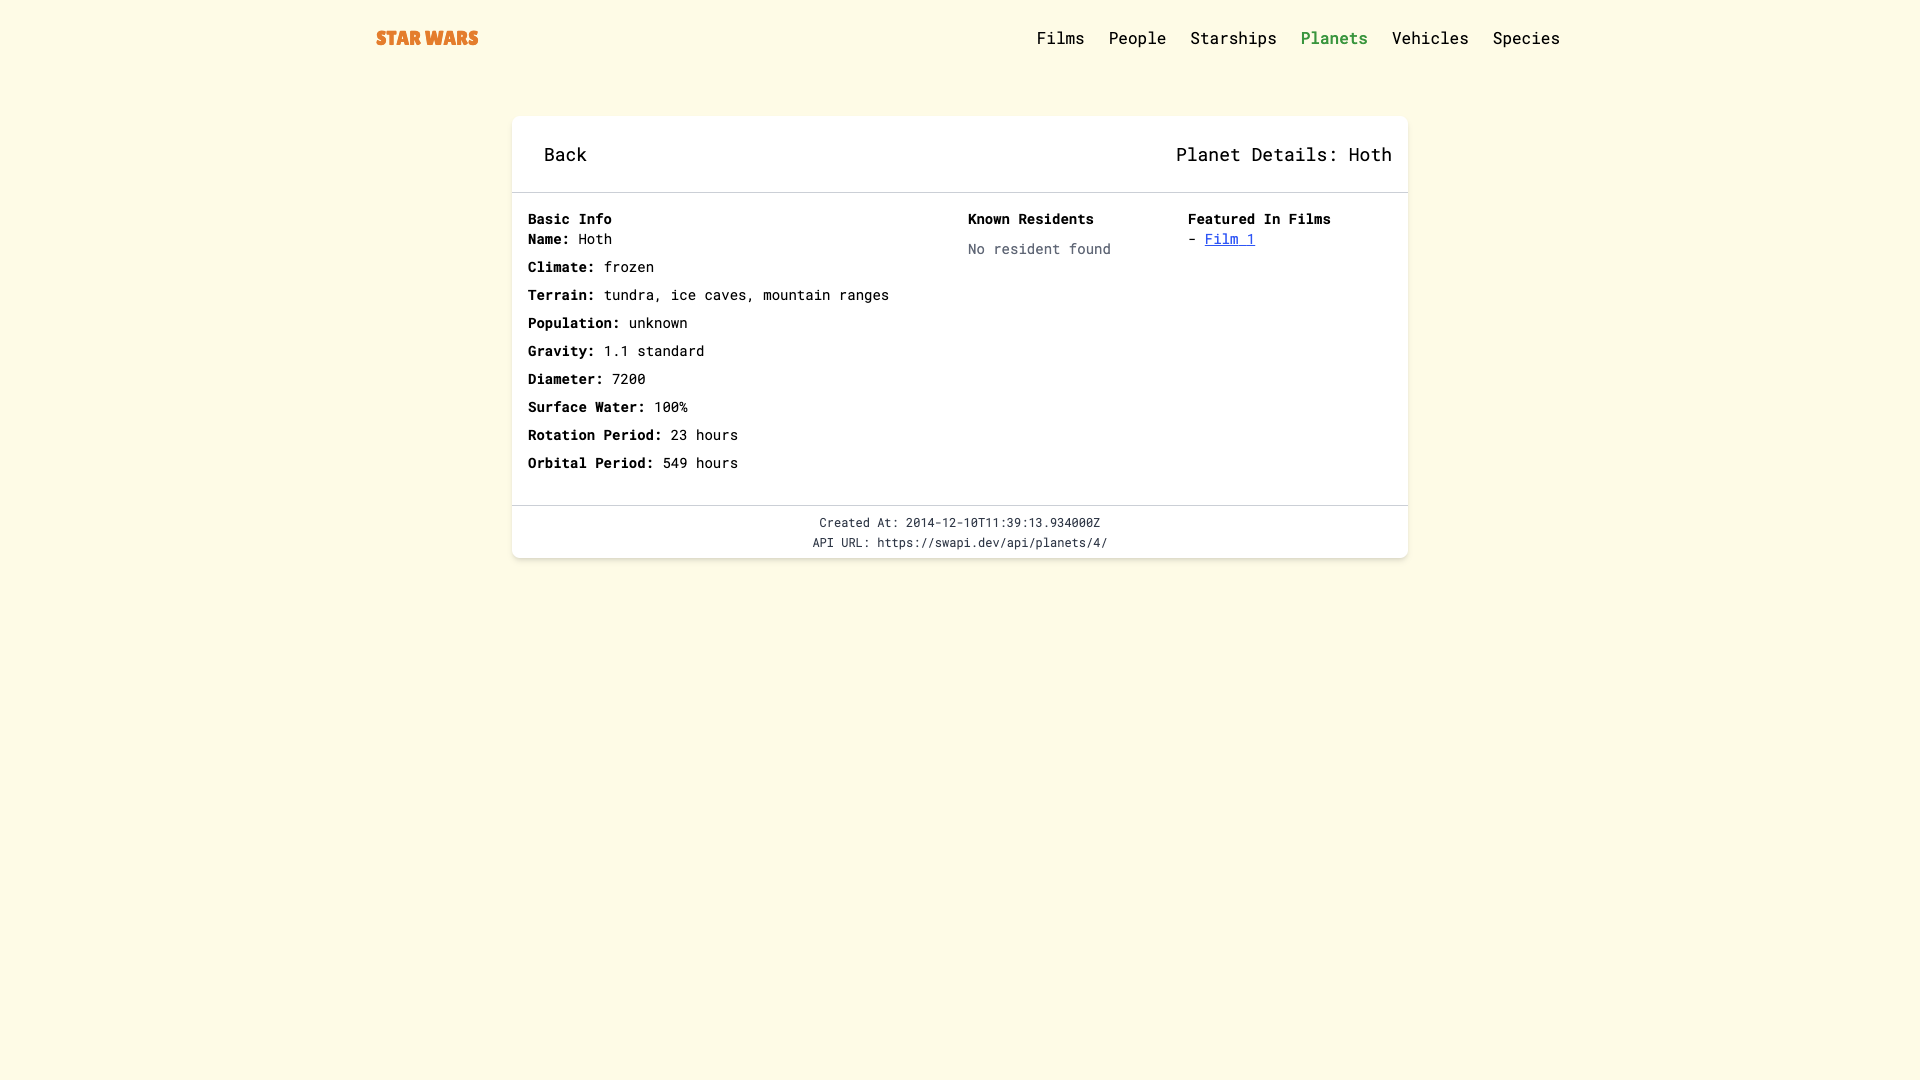 STAR WARS
Films People Starships Planets Vehicles Species
Back
Planet Details: Hoth
Basic Info
Name: Hoth
Climate: frozen
Terrain: tundra, ice caves, mountain ranges
Population: unknown
Gravity: 1.1 standard
Diameter: 7200
Surface Water: 100%
Rotation Period: 23 hours
Orbital Period: 549 hours
Known Residents
No resident found
Featured In Films
- Film 1
Created At: 2014-12-10T11:39:13.934000Z
API URL: https://swapi.dev/api/planets/4/